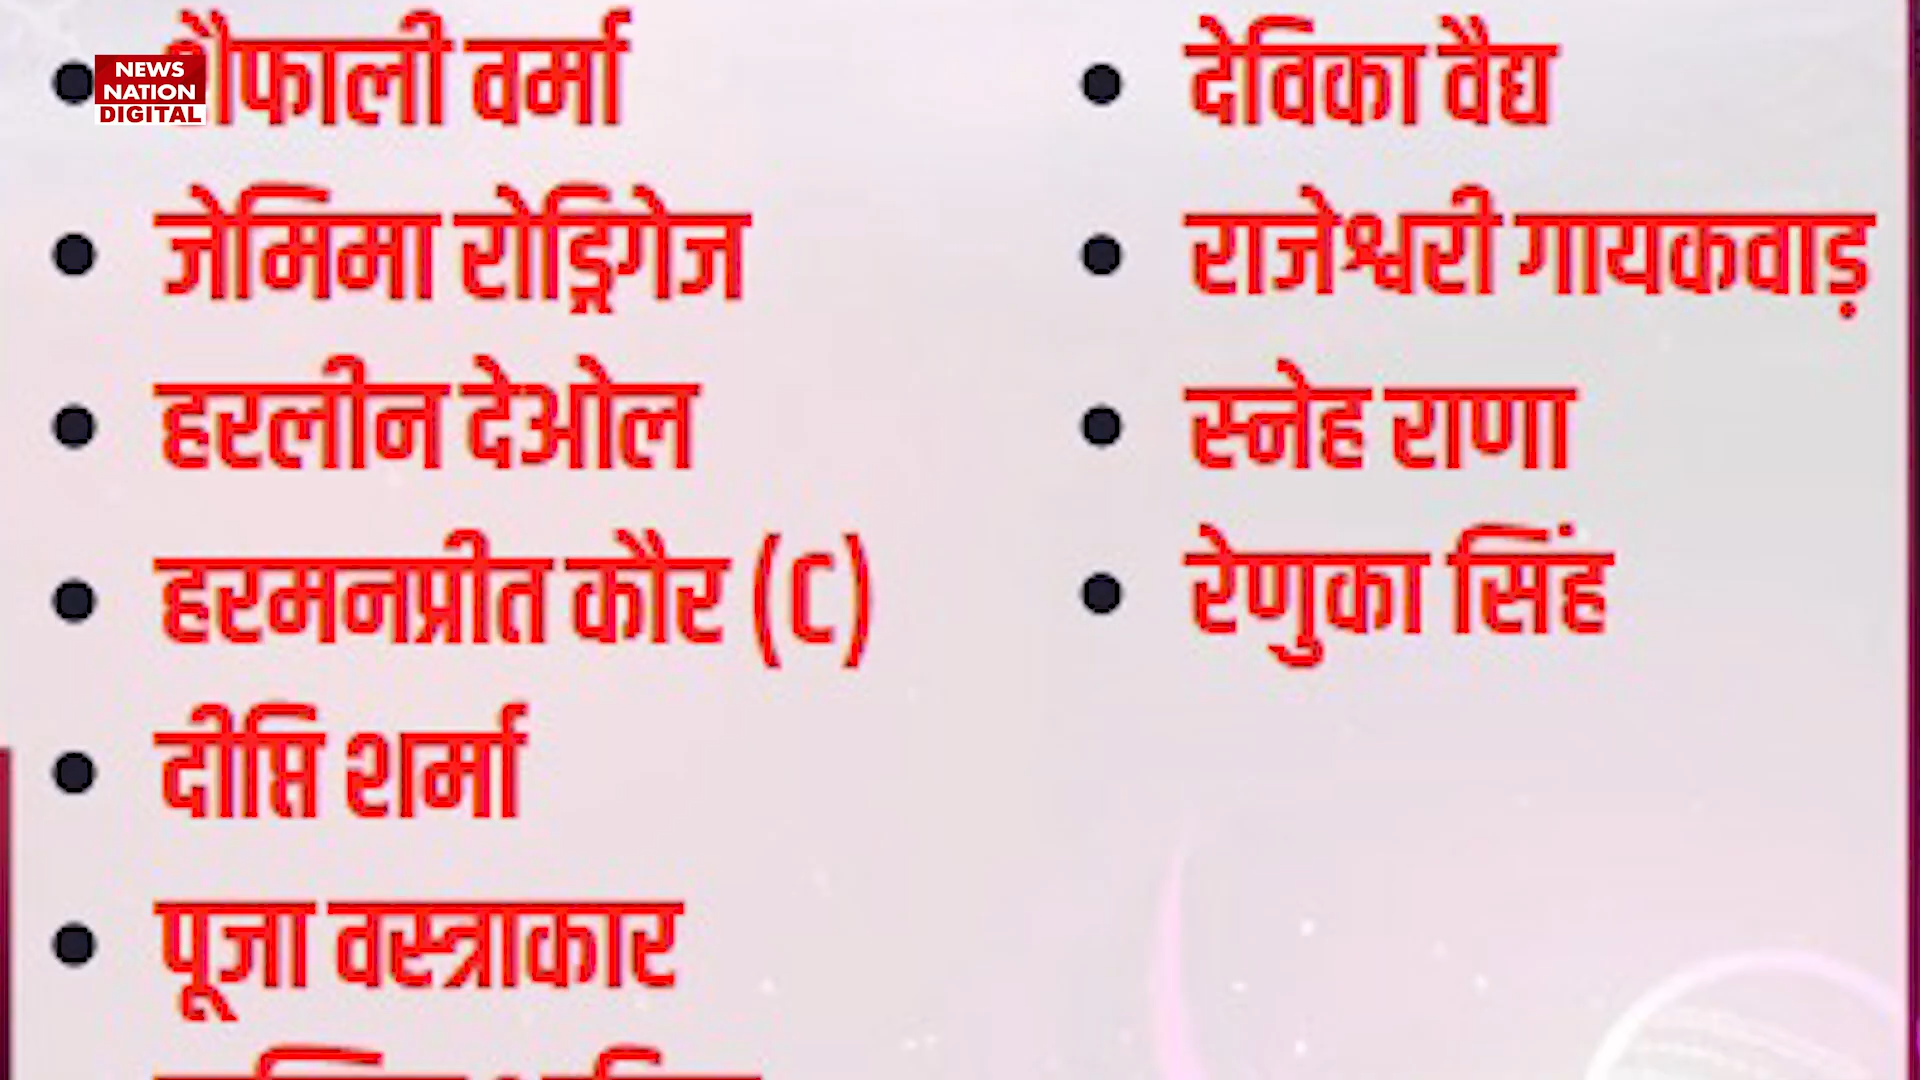 NEWS
NATION
DIGITAL
वर्मा
जेमिमा रोड्रिगेज
हरलीन देओल
हरमनप्रीत कौर (C)
दीप्ति शर्मा
पूजा वस्त्राकार
देविका वैद्य
राजेश्वरी गायकवाड़
स्नेह राणा
रेणुका सिंह